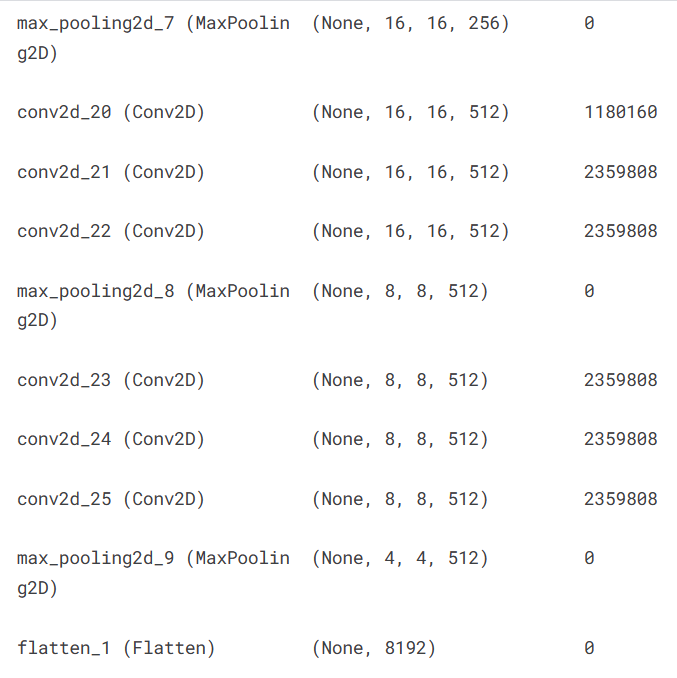 max_pooling2d_7 (MaxPoolin  (None, 16, 16, 256)       0
g2D)
conv2d_20 (Conv2D)          (None, 16, 16, 512)       1180160
conv2d_21 (Conv2D)          (None, 16, 16, 512)       2359808
conv2d_22 (Conv2D)          (None, 16, 16, 512)       2359808
max_pooling2d_8 (MaxPoolin  (None, 8, 8, 512)         0
g2D)
conv2d_23 (Conv2D)          (None, 8, 8, 512)         2359808
conv2d_24 (Conv2D)          (None, 8, 8, 512)         2359808
conv2d_25 (Conv2D)          (None, 8, 8, 512)         2359808
max_pooling2d_9 (MaxPoolin  (None, 4, 4, 512)         0
g2D)
flatten_1 (Flatten)         (None, 8192)              0